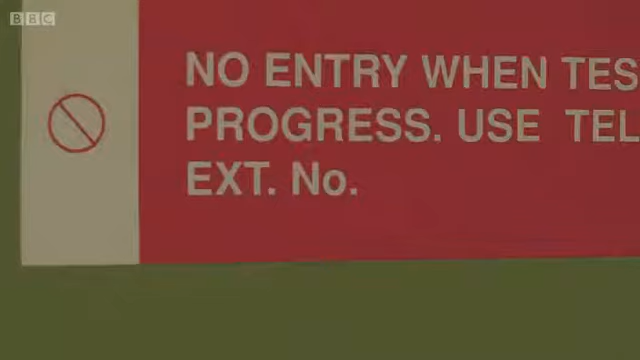 BBC
NO ENTRY WHEN TES
PROGRESS. USE TEL
EXT. No.